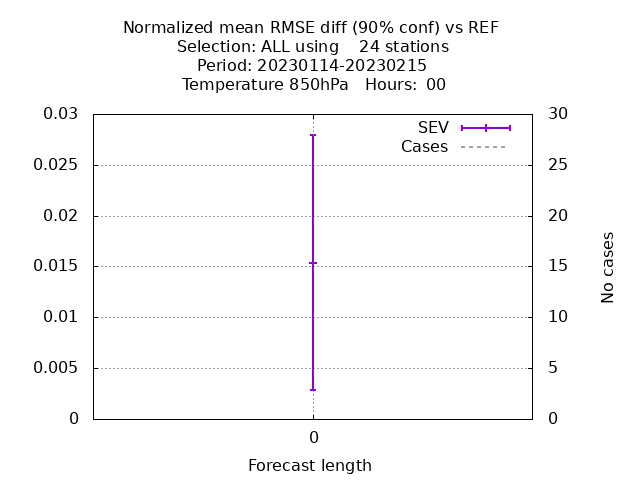 Normalized mean RMSE diff (90% conf) vs REF
Selection: ALL using    24 stations
Period: 20230114-20230215
Temperature 850hPa   Hours:  00
0.03
30
SEV
Cases
0.025
25
0.02
20
0.015
15
0.01
10
0.005
5
0
0
No cases
0
Forecast length